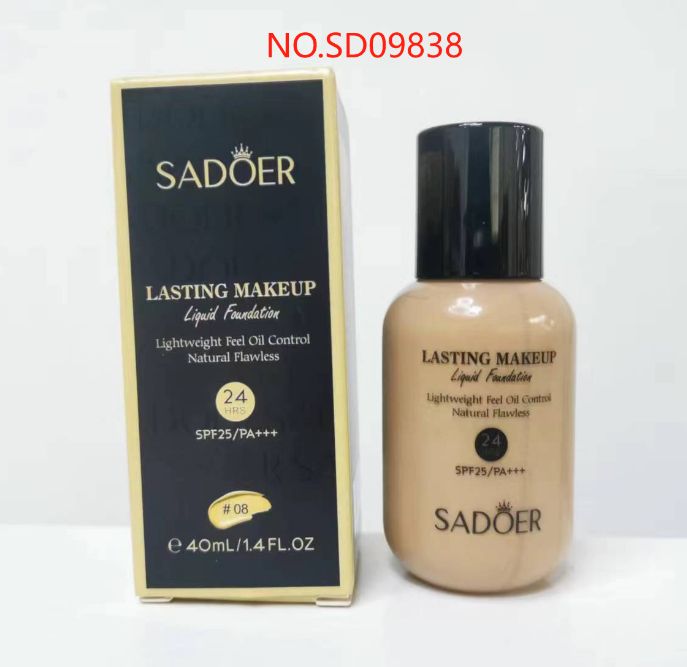 NO.SD09838
SADOER
LASTING MAKEUP
Liquid Foundation
Lightweight Feel Oil Control
Natural Flawless
24
HRS
SPF25/PA+++
#08
℮ 40mL/1.4FL.OZ
LASTING MAKEUP
Liquid Foundation
Lightweight Feel Oil Control
Natural Flawless
24
HRS
SPF25/PA+++
SADOER